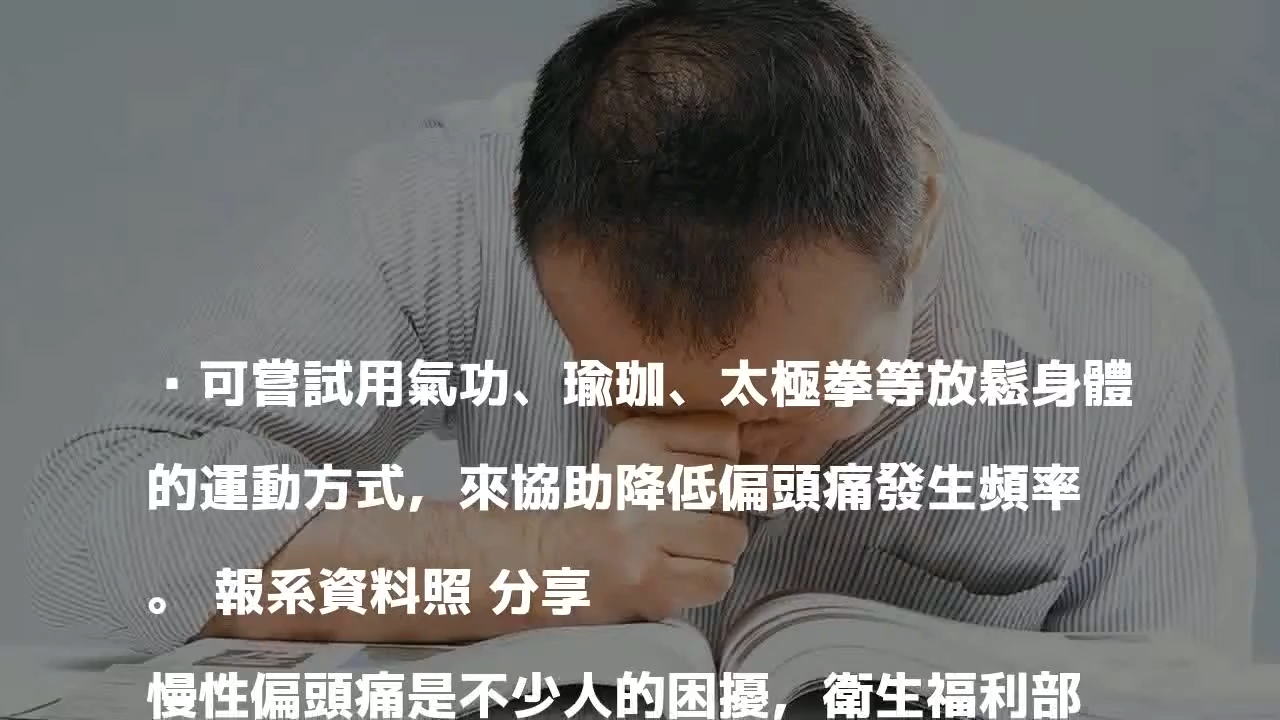 ▪可嘗試用氣功、瑜珈、太極拳等放鬆身體
的運動方式，來協助降低偏頭痛發生頻率
。 報系資料照 分享
慢性偏頭痛是不少人的困擾，衛生福利部